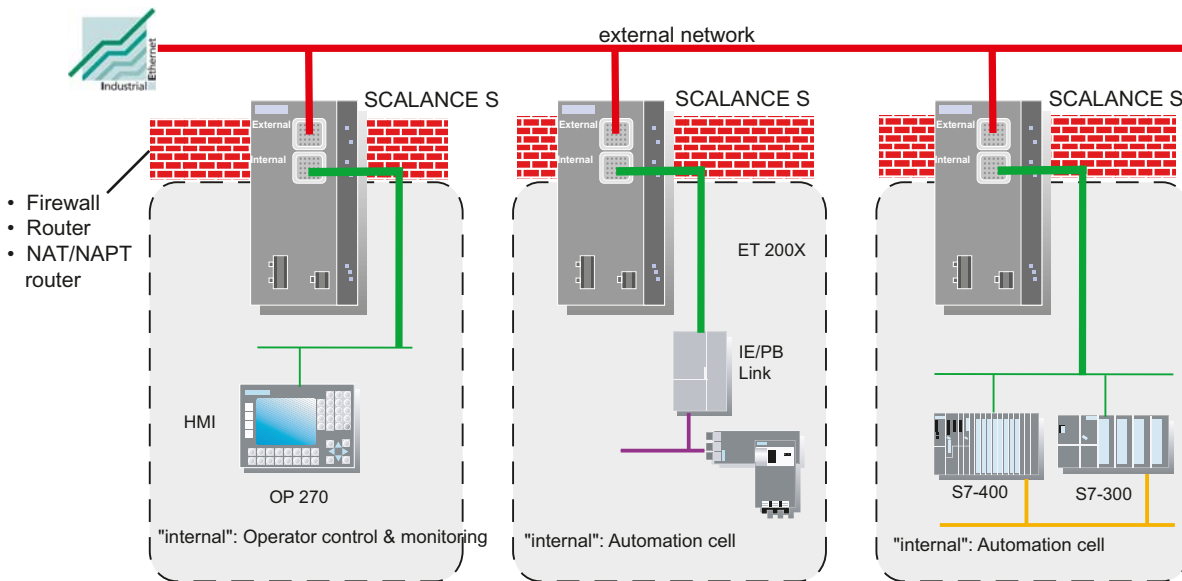 external network
Industrial
Ethernet
SCALANCE S
SCALANCE S
SCALANCE S
External
Internal
External
Internal
External
Internal
• Firewall
• Router
• NAT/NAPT
router
ET 200X
IE/PB
Link
HMI
OP 270
S7-400
S7-300
"internal": Operator control & monitoring
"internal": Automation cell
"internal": Automation cell